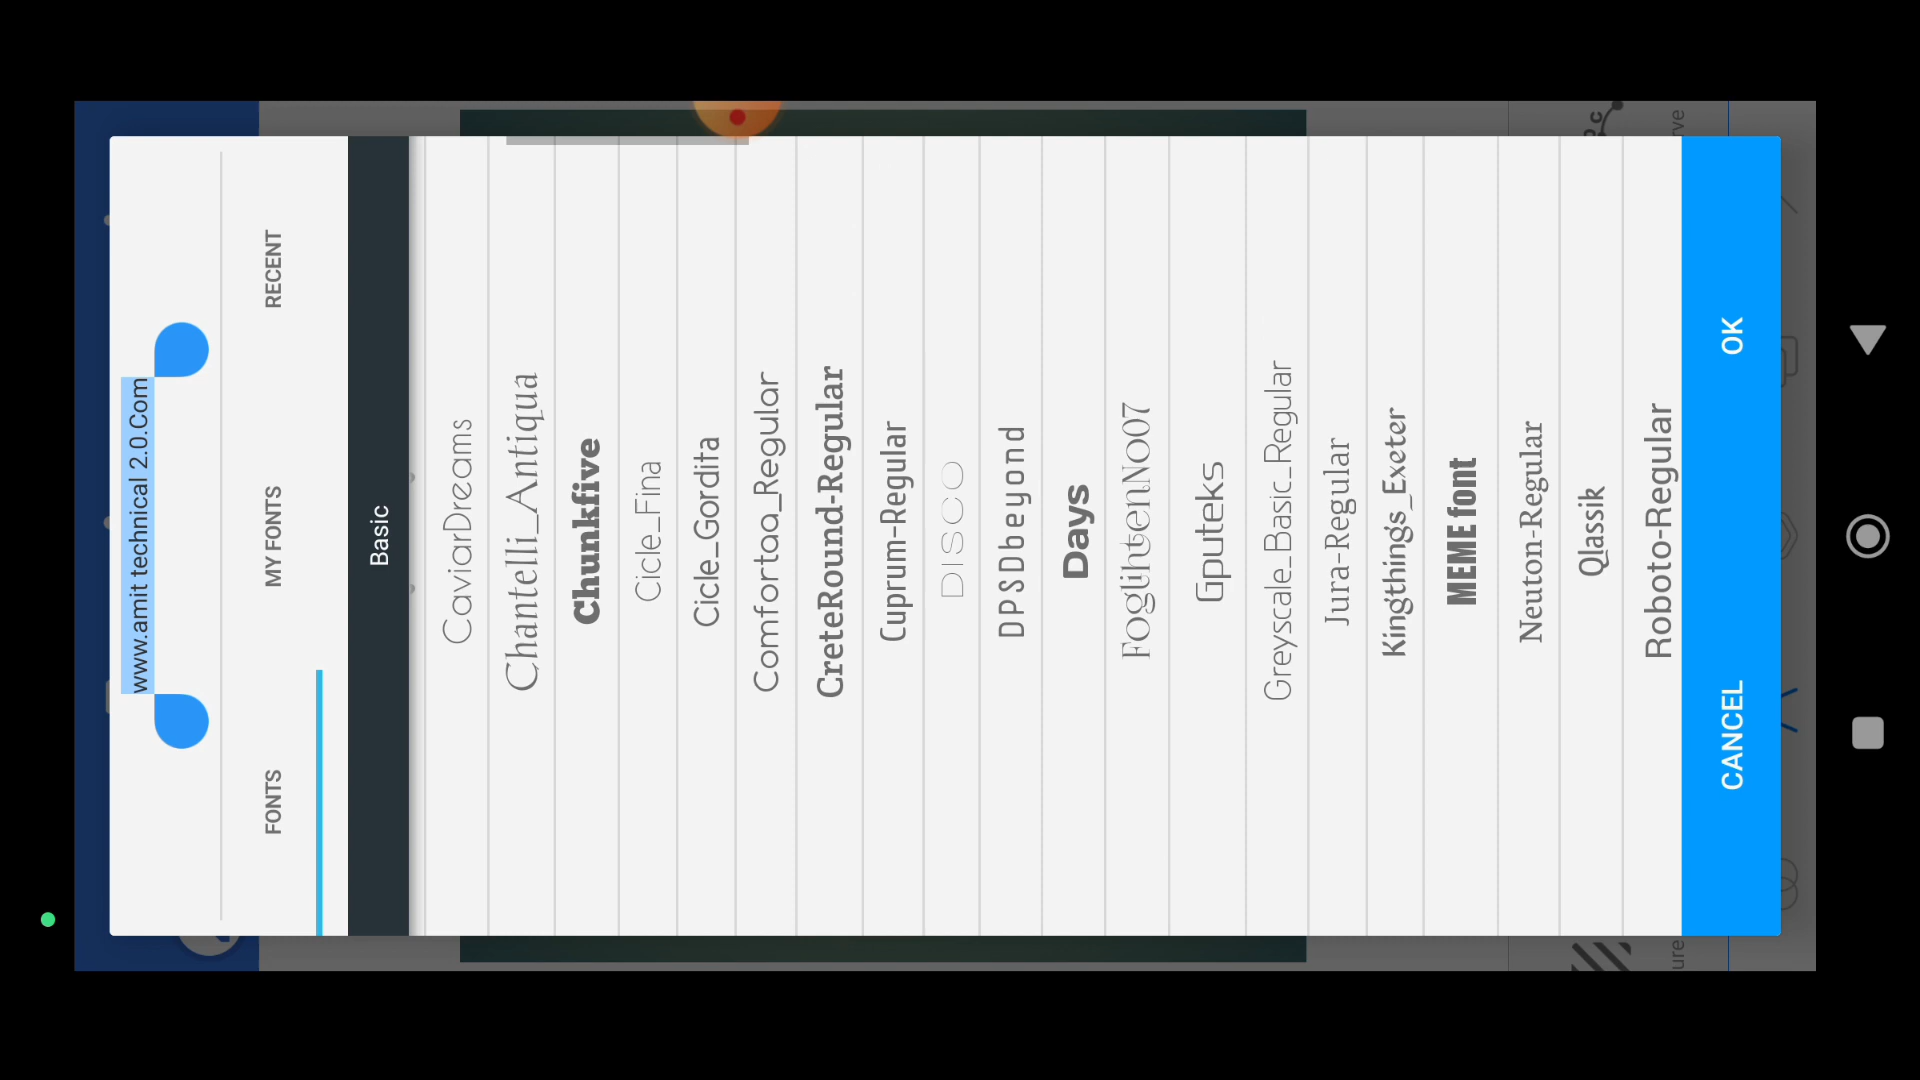 www.amit technical 2.0.Com
FONTS
MY FONTS
RECENT
Basic
CaviarDreams
Chantelli_Antiqua
Chunkfive
Cicle_Fina
Cicle_Gordita
Comfortaa_Regular
CreteRound-Regular
Cuprum-Regular
DISCO
DPSDbeyond
Days
FoglihtenNo07
Gputeks
Greyscale_Basic_Regular
Jura-Regular
Kingthings_Exeter
MEME font
Neuton-Regular
Qlassik
Roboto-Regular
CANCEL
OK